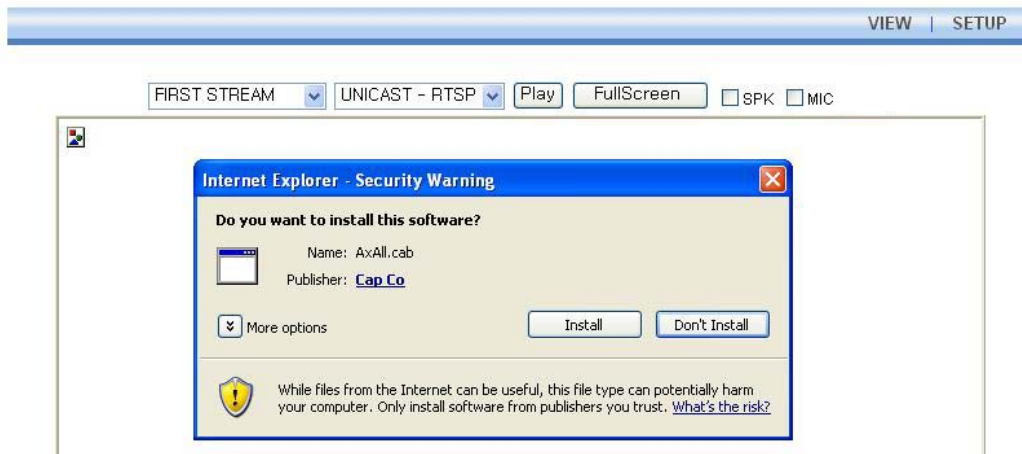 VIEW | SETUP
FIRST STREAM UNICAST - RTSP Play FullScreen SPK MIC
Internet Explorer - Security Warning
Do you want to install this software?
Name: AxAll.cab
Publisher: Cap Co
More options Install Don't Install
While files from the Internet can be useful, this file type can potentially harm
your computer. Only install software from publishers you trust. What's the risk?